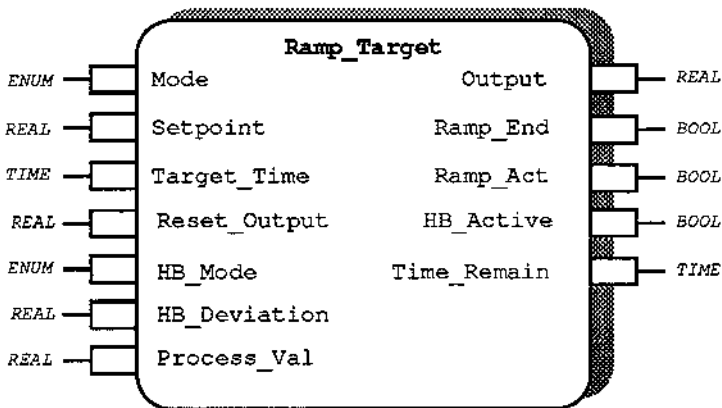 Ramp_Target
ENUM Mode Output REAL
REAL Setpoint Ramp_End BOOL
TIME Target_Time Ramp_Act BOOL
REAL Reset_Output HB_Active BOOL
ENUM HB_Mode Time_Remain TIME
REAL HB_Deviation
REAL Process_Val